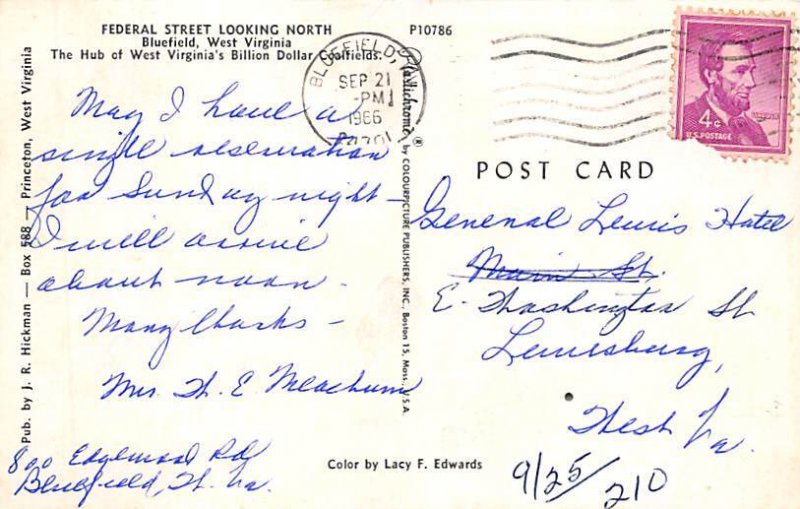 FEDERAL STREET LOOKING NORTH
Bluefield, West Virginia
The Hub of West Virginia's Billion Dollar Coalfields.
P10786
BLUEFIELD,
SEP 21
PM
1966
4¢
U.S. POSTAGE
POST CARD
May I have a
single reservation
for Sunday night -
I will arrive
about noon.
Many thanks -
Mrs. W. E. Meachum
800 Edgewood Rd
Bluefield, W. Va.
General Lewis Hotel
Main St.
E. Washington St
Lewisburg,
West Va.
9/25/210
Color by Lacy F. Edwards
Pub. by J. R. Hickman — Box 588 — Princeton, West Virginia
Plastichrome ® by COLOURPICTURE PUBLISHERS, INC., Boston 15, Mass., U.S.A.